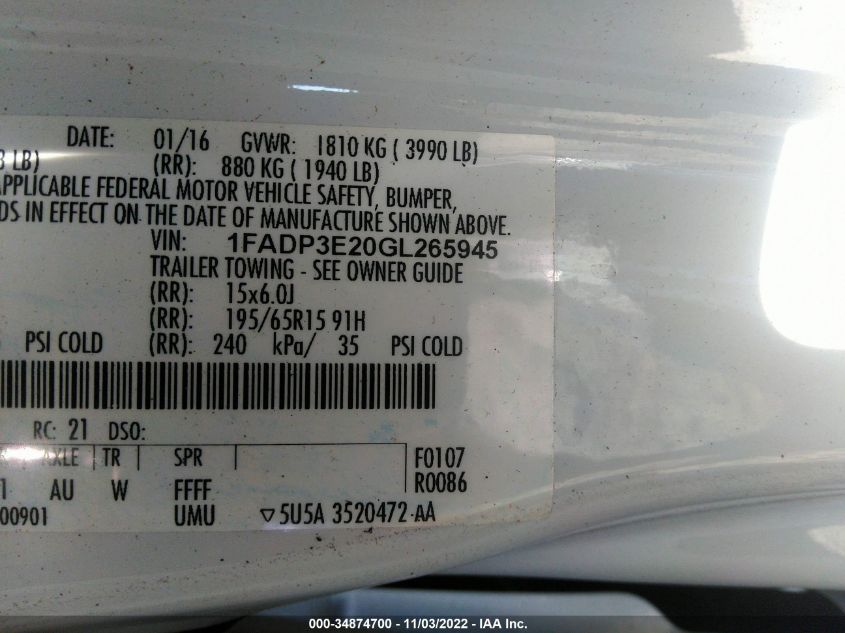 DATE: 01/16 GVWR: 1810 KG ( 3990 LB)
LB) (RR): 880 KG ( 1940 LB)
APPLICABLE FEDERAL MOTOR VEHICLE SAFETY, BUMPER,
IN EFFECT ON THE DATE OF MANUFACTURE SHOWN ABOVE.
VIN: 1FADP3E20GL265945
TRAILER TOWING - SEE OWNER GUIDE
(RR): 15x6.0J
(RR): 195/65R15 91H
PSI COLD (RR): 240 kPa/ 35 PSI COLD
RC: 21 DSO:
AXLE TR SPR F0107
AU W FFFF R0086
00901 UMU ▽5U5A 3520472-AA
000-34874700 - 11/03/2022 - IAA Inc.